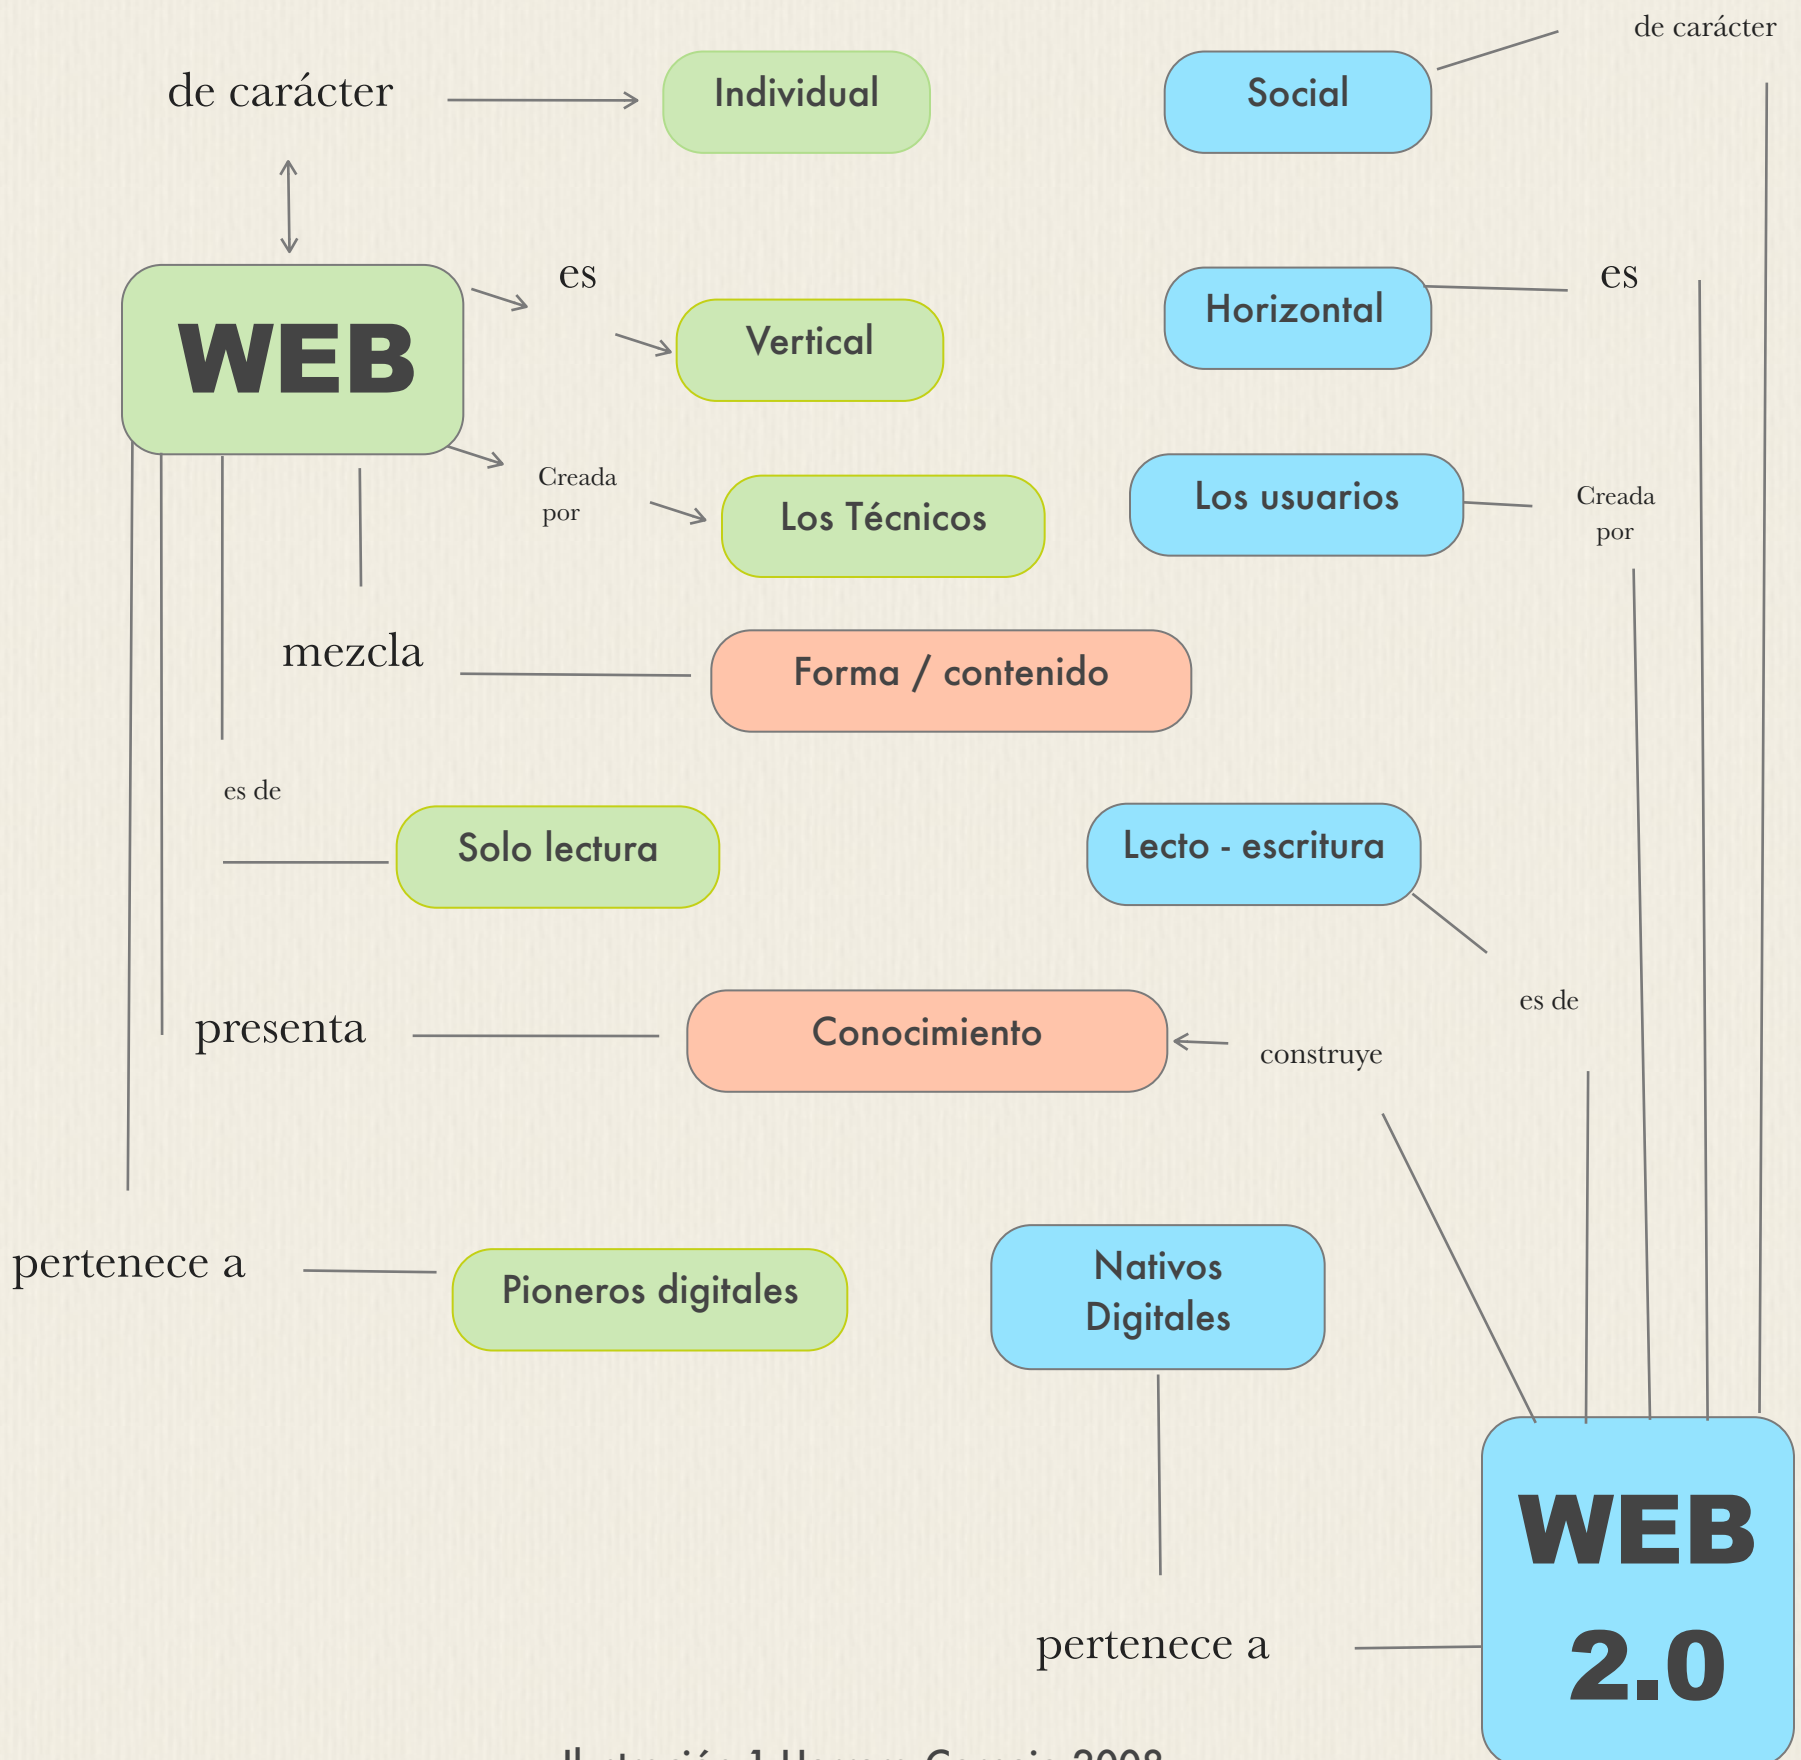 de carácter
de carácter
Individual
Social
es
es
Horizontal
Vertical
WEB
Creada
por
Los Técnicos
Los usuarios
Creada
por
mezcla
Forma / contenido
es de
Solo lectura
Lecto - escritura
es de
presenta
Conocimiento
construye
pertenece a
Pioneros digitales
Nativos
Digitales
WEB
2.0
pertenece a